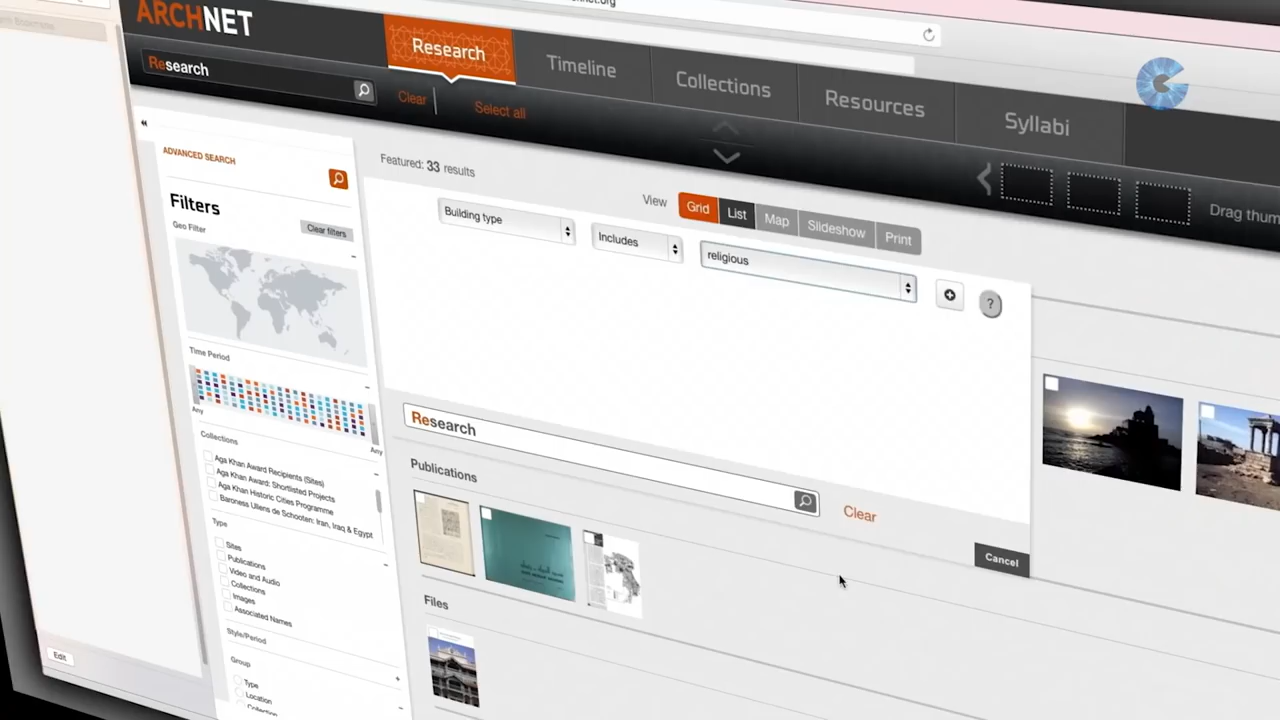 ARCHNET
Research
Timeline
Collections
Resources
Syllabi
Research
Clear
Select all
Drag thum
ADVANCED SEARCH
Filters
Geo Filter
Clear filters
Time Period
Any
Any
Collections
Aga Khan Award Recipients (Sites)
Aga Khan Award: Shortlisted Projects
Aga Khan Historic Cities Programme
Baroness Ullens de Schooten: Iran, Iraq & Egypt
Type
Sites
Publications
Video and Audio
Collections
Images
Associated Names
Style/Period
Group
Type
Location
Collection
Edit
Featured: 33 results
View
Grid
List
Map
Slideshow
Print
Building type
Includes
religious
?
Research
Clear
Cancel
Publications
Files